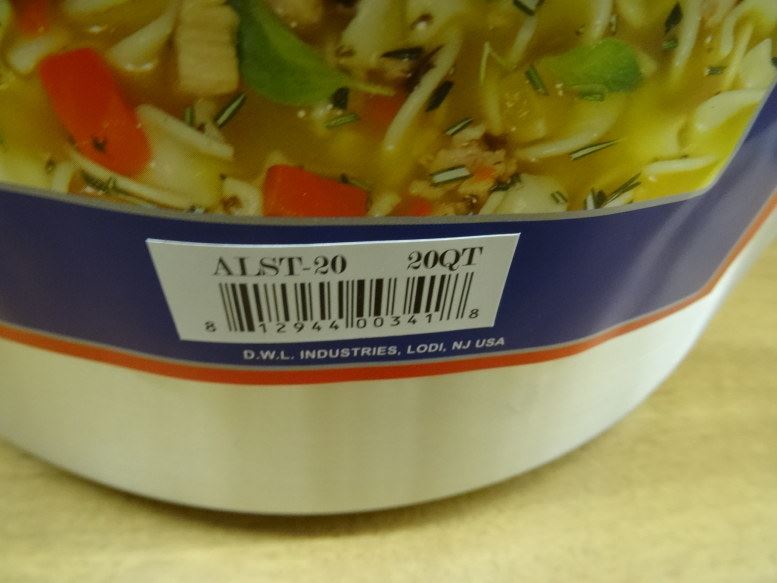 ALST-20 20QT
8 12944 00341 8
D.W.L. INDUSTRIES, LODI, NJ USA